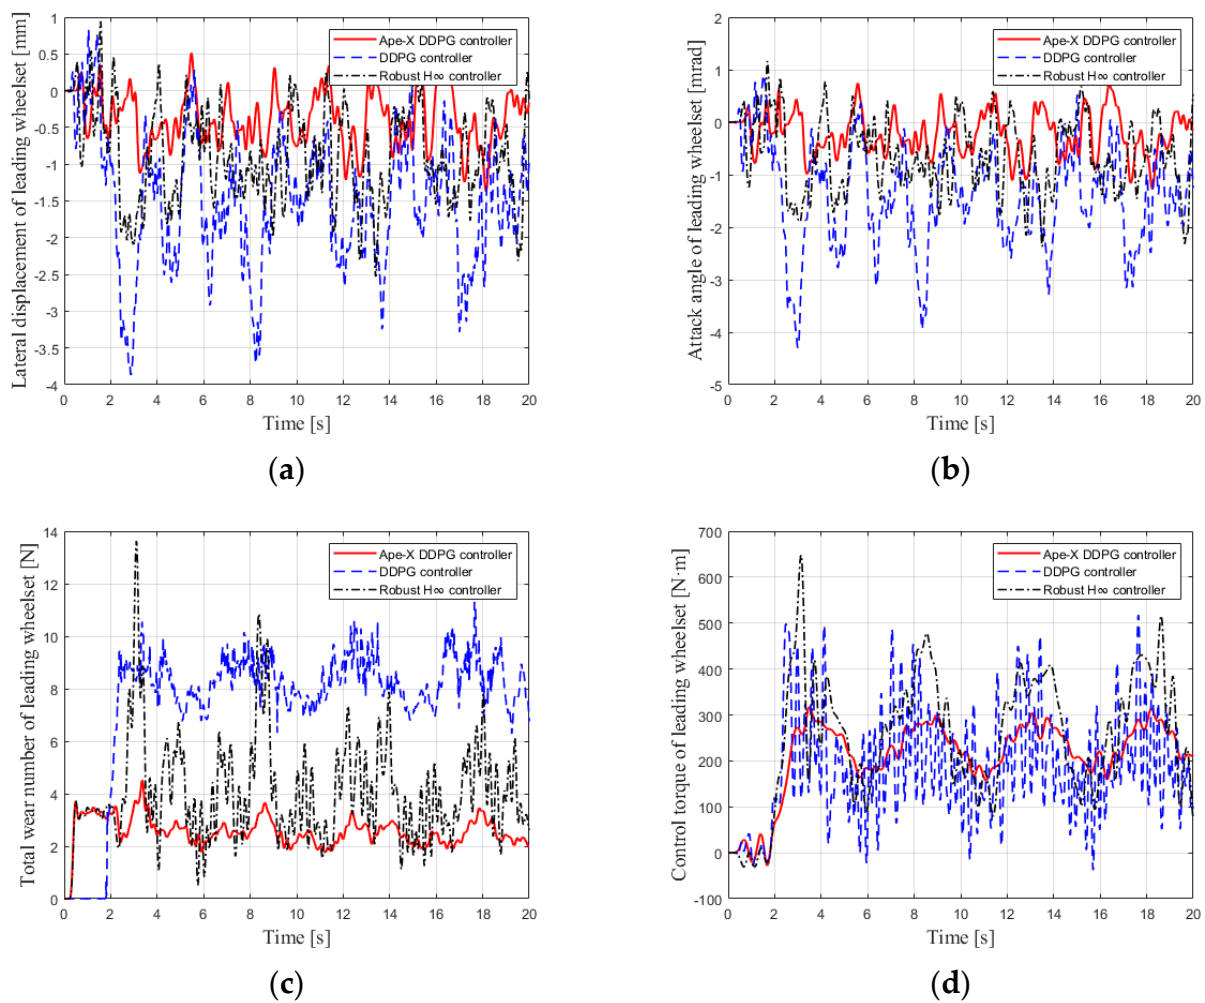 Lateral displacement of leading wheelset [mm]
1
0.5
0
-0.5
-1
-1.5
-2
-2.5
-3
-3.5
-4
0 2 4 6 8 10 12 14 16 18 20
Time [s]
Ape-X DDPG controller
DDPG controller
Robust H∞ controller
(a)
Attack angle of leading wheelset [mrad]
2
1
0
-1
-2
-3
-4
-5
0 2 4 6 8 10 12 14 16 18 20
Time [s]
Ape-X DDPG controller
DDPG controller
Robust H∞ controller
(b)
Total wear number of leading wheelset [N]
14
12
10
8
6
4
2
0
0 2 4 6 8 10 12 14 16 18 20
Time [s]
Ape-X DDPG controller
DDPG controller
Robust H∞ controller
(c)
Control torque of leading wheelset [N·m]
700
600
500
400
300
200
100
0
-100
0 2 4 6 8 10 12 14 16 18 20
Time [s]
Ape-X DDPG controller
DDPG controller
Robust H∞ controller
(d)